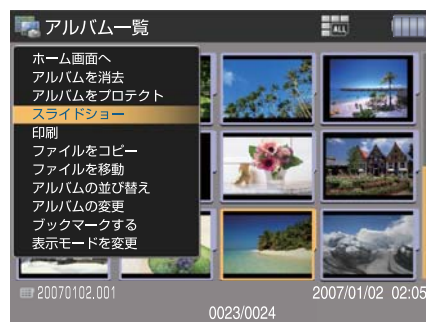 アルバム一覧
ALL
ホーム画面へ
アルバムを消去
アルバムをプロテクト
スライドショー
印刷
ファイルをコピー
ファイルを移動
アルバムの並び替え
アルバムの変更
ブックマークする
表示モードを変更
20070102.001
2007/01/02 02:05
0023/0024